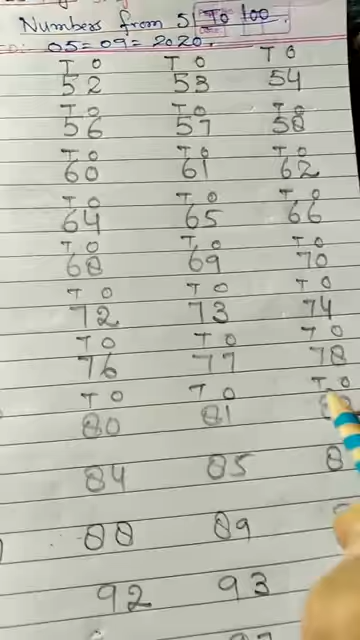 Numbers from 51 To 100.
05=09=2020.
T O T O T O
52 53 54
T O T O T O
56 57 58
T O T O T O
60 61 62
T O T O T O
64 65 66
T O T O T O
68 69 70
T O T O T O
72 73 74
T O T O T O
76 77 78
T O T O T O
80 81
84 85 8
88 89
92 93